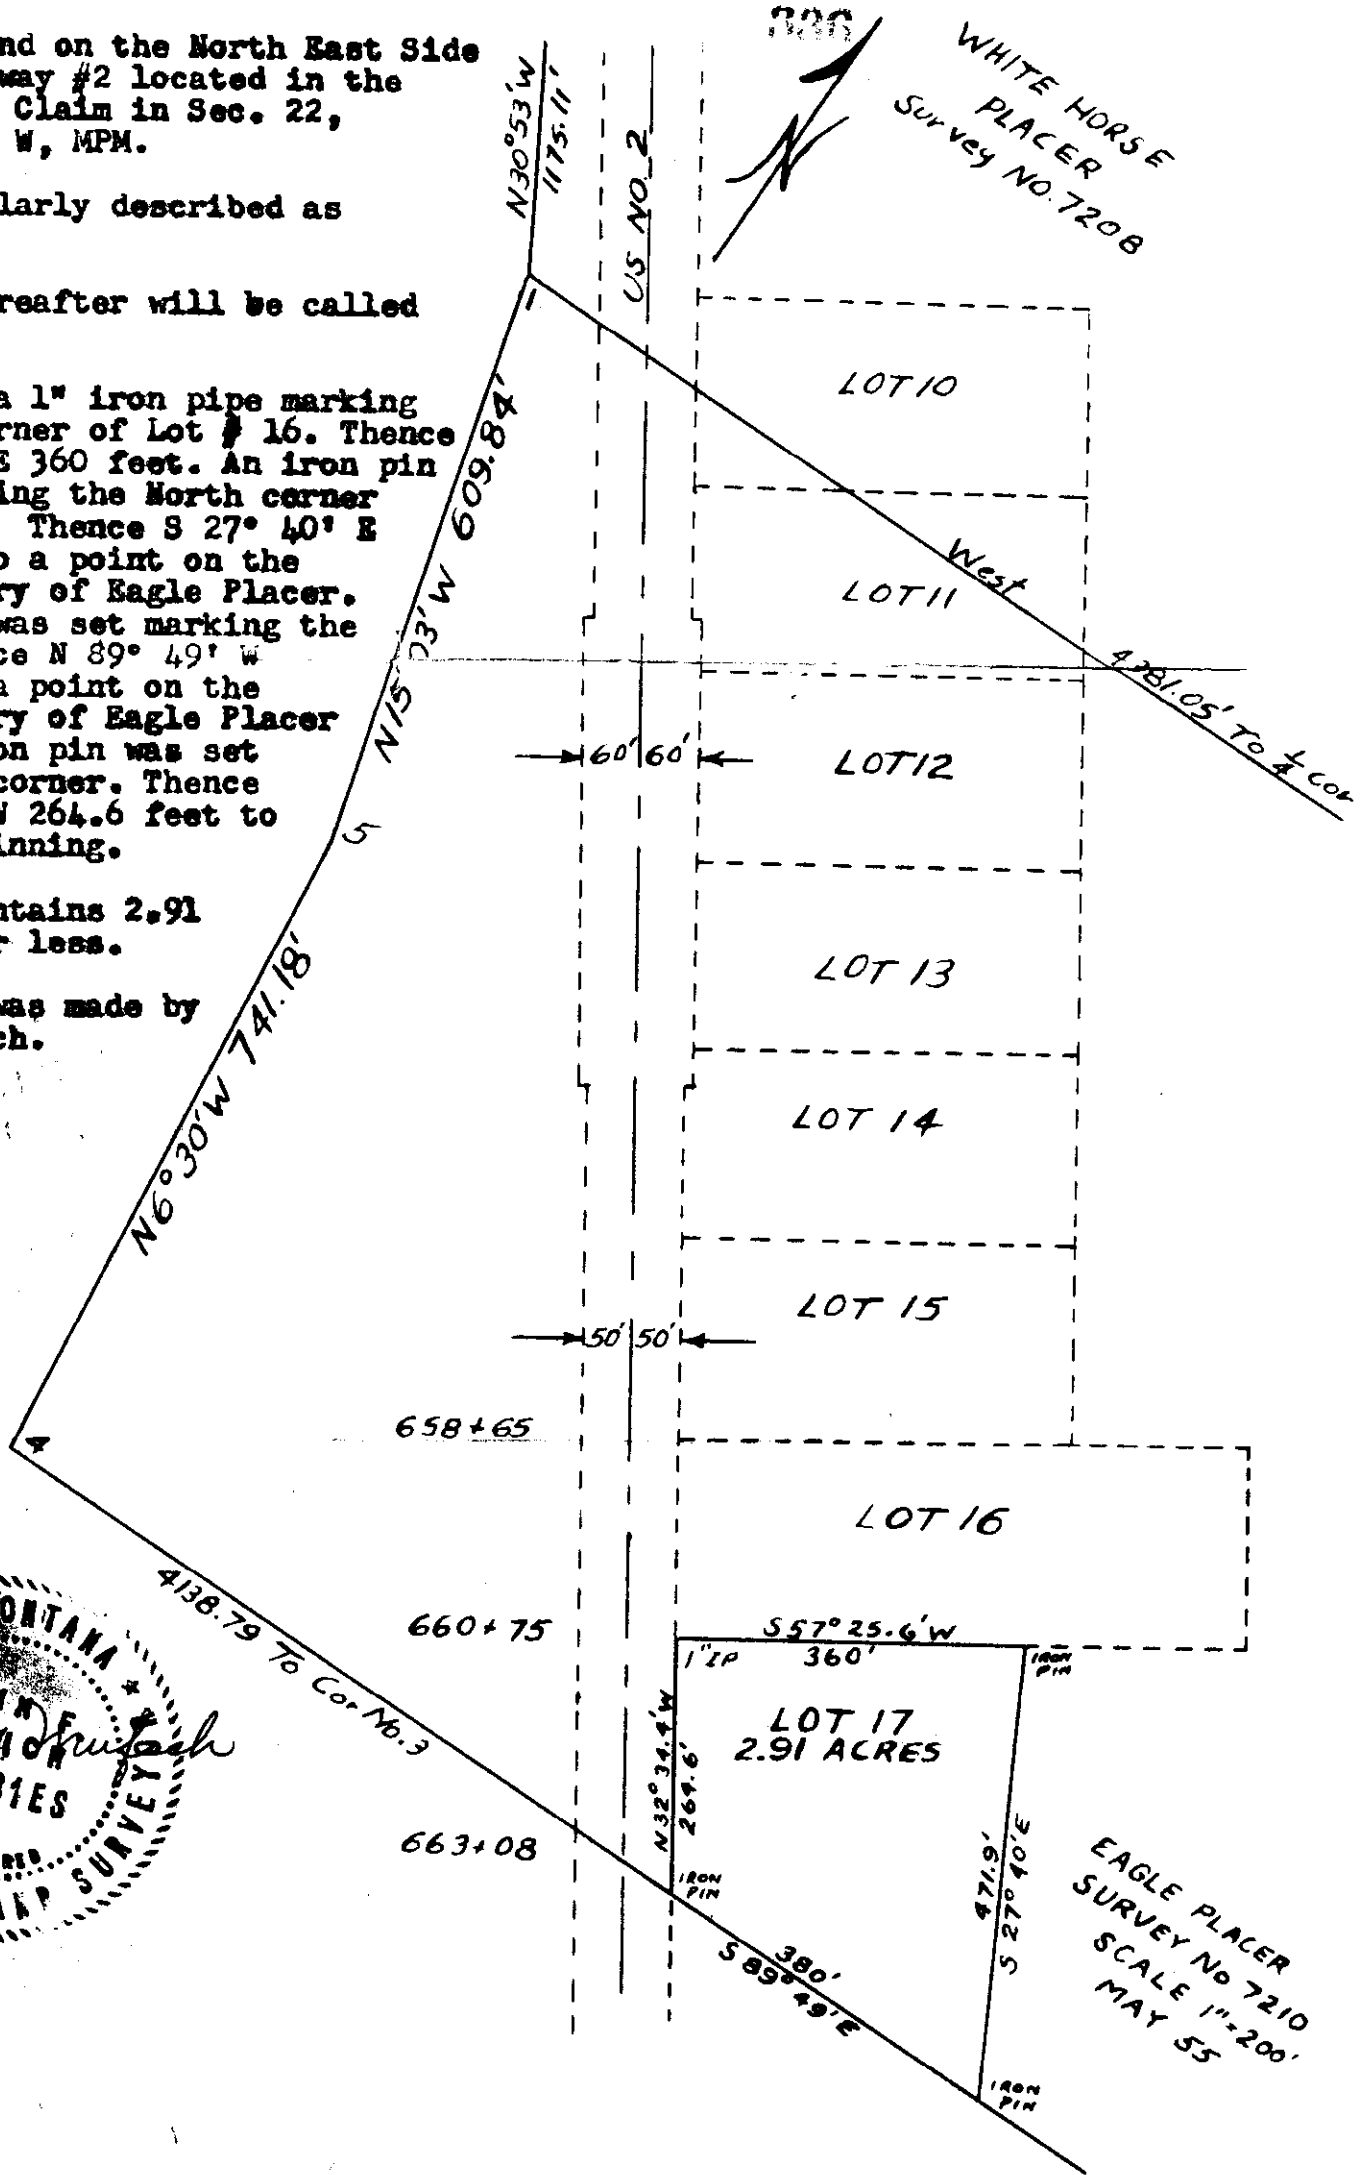 336
nd on the North East Side
way #2 located in the
Claim in Sec. 22,
W, MPM.
larly described as
reafter will be called
a 1" iron pipe marking
rner of Lot # 16. Thence
E 360 feet. An iron pin
ing the North corner
Thence S 27° 40' E
o a point on the
ry of Eagle Placer.
was set marking the
ce N 89° 49' W
a point on the
ry of Eagle Placer
on pin was set
corner. Thence
W 264.6 feet to
inning.
ntains 2.91
r less.
was made by
ch.
WHITE HORSE
PLACER
Survey NO. 7208
N
N30°53'W
1175.11'
US NO. 2
1
LOT 10
N15°03'W 609.84'
LOT 11
West
4381.05' To 1/4 Cor
60' 60'
LOT 12
5
LOT 13
N6°30'W 741.18'
LOT 14
LOT 15
50' 50'
658+65
4
LOT 16
4138.79 To Cor No.3
660+75
S57°25.6'W
1" IP
360'
IRON
PIN
LOT 17
2.91 ACRES
N32°34.4'W
264.6'
663+08
IRON
PIN
471.9'
S 27° 40' E
380'
S 89° 49' E
IRON
PIN
EAGLE PLACER
SURVEY No 7210
SCALE 1"=200'
MAY 55
ONTANA
31ES
SURVEY